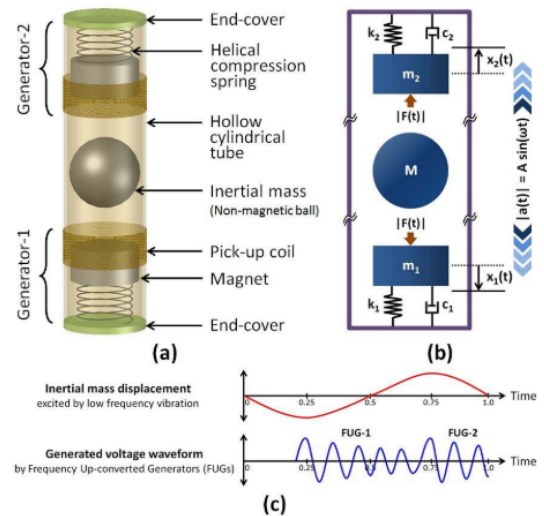 Generator-2
End-cover
Helical
compression
spring
Hollow
cylindrical
tube
Inertial mass
(Non-magnetic ball)
Generator-1
Pick-up coil
Magnet
End-cover
(a)
k₂
c₂
x₂(t)
m₂
|F(t)|
M
|a(t)| = A sin(ωt)
|F(t)|
m₁
x₁(t)
k₁
c₁
(b)
Inertial mass displacement
excited by low frequency vibration
0 0.25 0.5 0.75 1.0
Time
Generated voltage waveform
by Frequency Up-converted Generators (FUGs)
FUG-1 FUG-2
0 0.25 0.5 0.75 1.0
Time
(c)